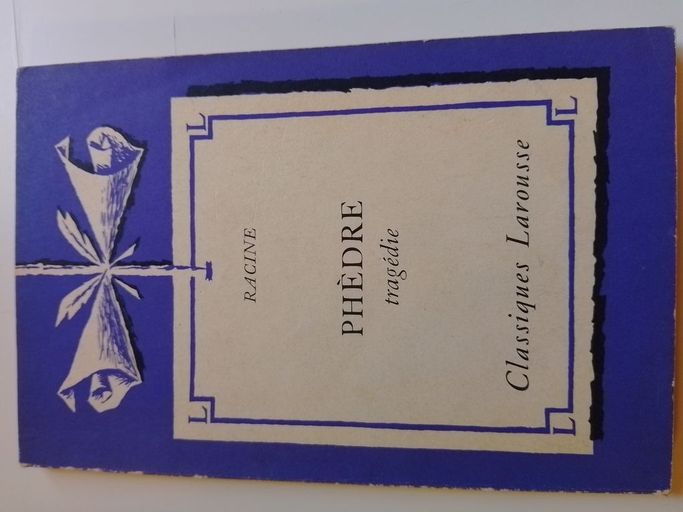 L L
RACINE
PHÈDRE
tragédie
Classiques Larousse
L L